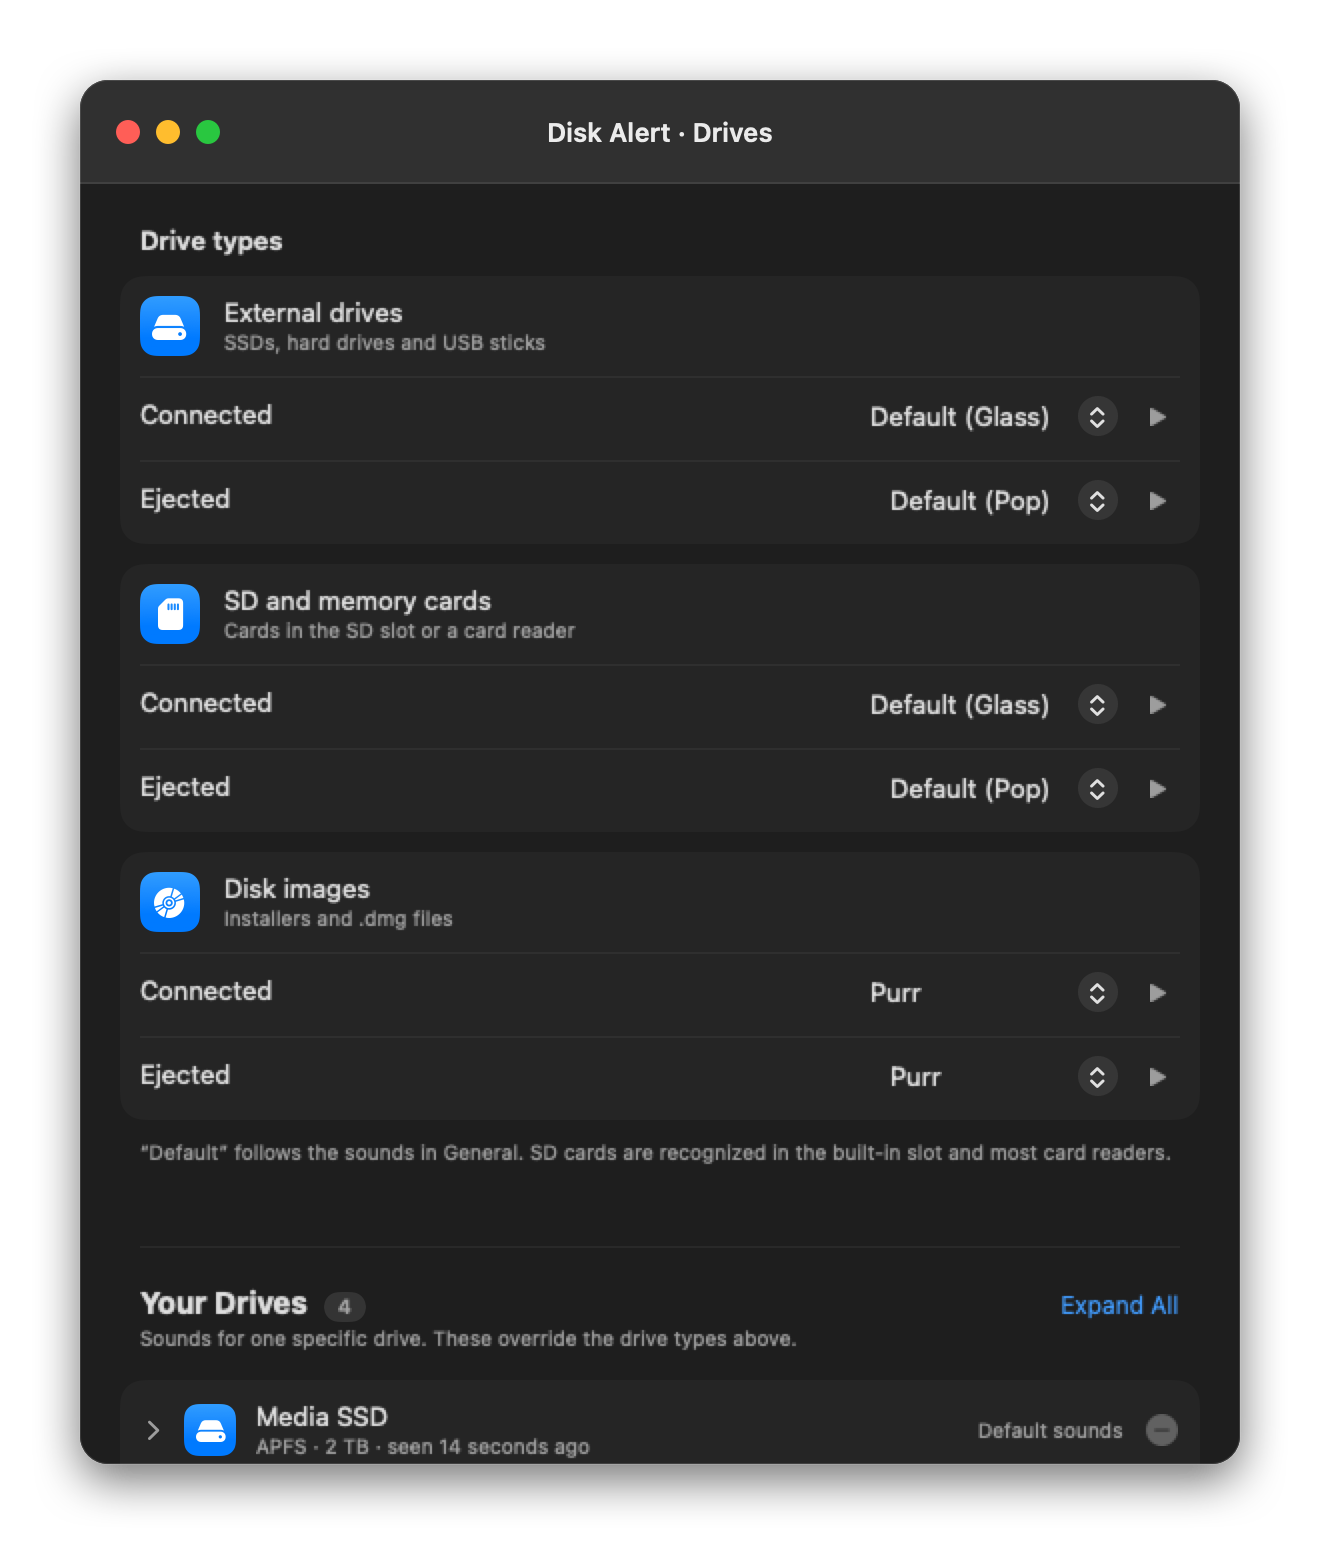 Disk Alert · Drives
Drive types
External drives
SSDs, hard drives and USB sticks
Connected
Default (Glass)
Ejected
Default (Pop)
SD and memory cards
Cards in the SD slot or a card reader
Connected
Default (Glass)
Ejected
Default (Pop)
Disk images
Installers and .dmg files
Connected
Purr
Ejected
Purr
“Default” follows the sounds in General. SD cards are recognized in the built-in slot and most card readers.
Your Drives 4
Expand All
Sounds for one specific drive. These override the drive types above.
Media SSD
APFS · 2 TB · seen 14 seconds ago
Default sounds